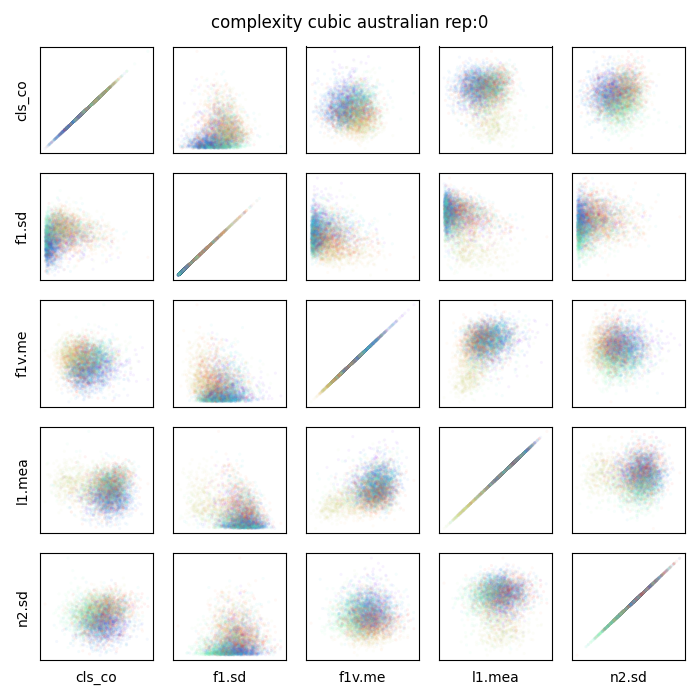 complexity cubic australian rep:0
cls_co
f1.sd
f1v.me
l1.mea
n2.sd
cls_co
f1.sd
f1v.me
l1.mea
n2.sd